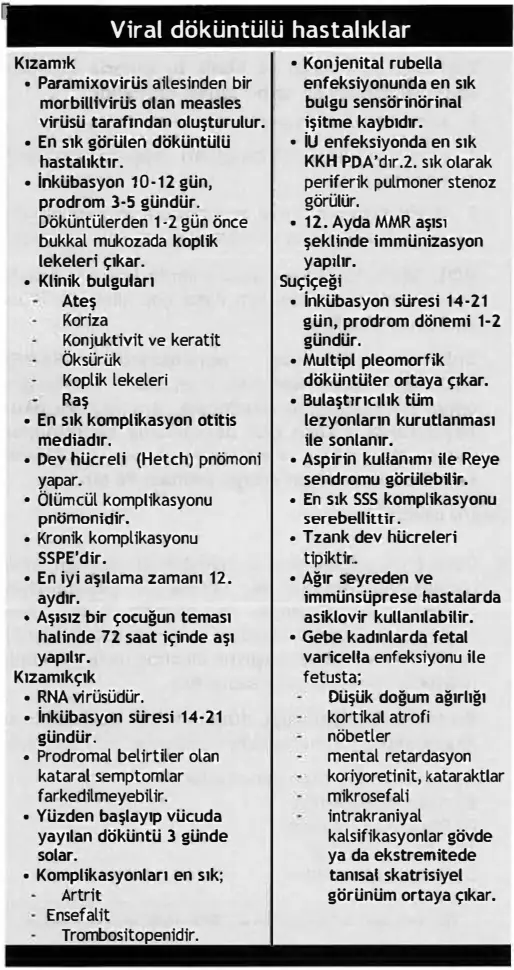 Viral döküntülü hastalıklar
Kızamık
• Paramixovirüs ailesinden bir
morbillivirüs olan measles
virüsü tarafından oluşturulur.
• En sık görülen döküntülü
hastalıktır.
• İnkübasyon 10-12 gün,
prodrom 3-5 gündür.
Döküntülerden 1-2 gün önce
bukkal mukozada koplik
lekeleri çıkar.
• Klinik bulguları
- Ateş
- Koriza
- Konjuktivit ve keratit
- Öksürük
- Koplik lekeleri
- Raş
• En sık komplikasyon otitis
mediadır.
• Dev hücreli (Hetch) pnömoni
yapar.
• Ölümcül komplikasyonu
pnömonidir.
• Kronik komplikasyonu
SSPE'dir.
• En iyi aşılama zamanı 12.
aydır.
• Aşısız bir çocuğun teması
halinde 72 saat içinde aşı
yapılır.
Kızamıkçık
• RNA virüsüdür.
• İnkübasyon süresi 14-21
gündür.
• Prodromal belirtiler olan
kataral semptomlar
farkedilmeyebilir.
• Yüzden başlayıp vücuda
yayılan döküntü 3 günde
solar.
• Komplikasyonları en sık;
- Artrit
- Ensefalit
- Trombositopenidir.
• Konjenital rubella
enfeksiyonunda en sık
bulgu sensörinörinal
işitme kaybıdır.
• İU enfeksiyonda en sık
KKH PDA'dır.2. sık olarak
periferik pulmoner stenoz
görülür.
• 12. Ayda MMR aşısı
şeklinde immünizasyon
yapılır.
Suçiçeği
• İnkübasyon süresi 14-21
gün, prodrom dönemi 1-2
gündür.
• Multipl pleomorfik
döküntüler ortaya çıkar.
• Bulaştırıcılık tüm
lezyonların kurutlanması
ile sonlanır.
• Aspirin kullanımı ile Reye
sendromu görülebilir.
• En sık SSS komplikasyonu
serebellittir.
• Tzank dev hücreleri
tipiktir.
• Ağır seyreden ve
immünsüprese hastalarda
asiklovir kullanılabilir.
• Gebe kadınlarda fetal
varicella enfeksiyonu ile
fetusta;
- Düşük doğum ağırlığı
- kortikal atrofi
- nöbetler
- mental retardasyon
- koriyoretinit, kataraktlar
- mikrosefali
- intrakraniyal
kalsifikasyonlar gövde
ya da ekstremitede
tanısal skatrisiyel
görünüm ortaya çıkar.